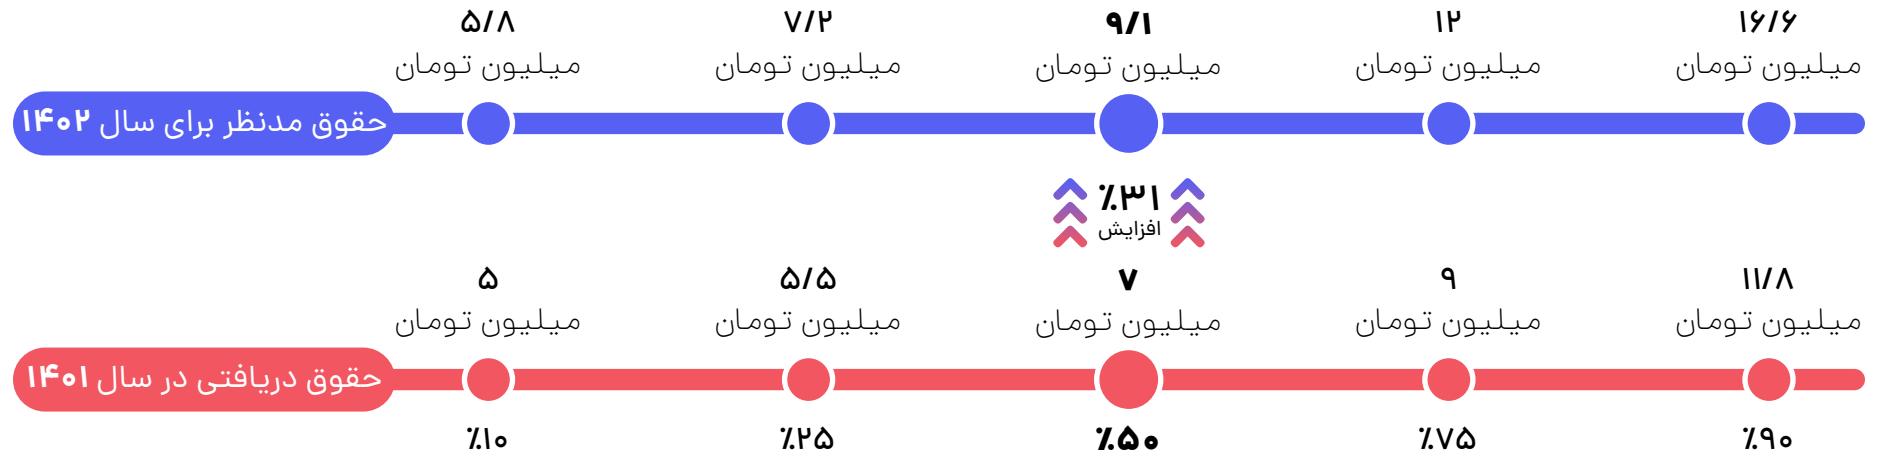 ۵/۸
میلیون تومان
۷/۲
میلیون تومان
۹/۱
میلیون تومان
۱۲
میلیون تومان
۱۶/۶
میلیون تومان
حقوق مدنظر برای سال ۱۴۰۲
٪۳۱
افزایش
۵
میلیون تومان
۵/۵
میلیون تومان
۷
میلیون تومان
۹
میلیون تومان
۱۱/۸
میلیون تومان
حقوق دریافتی در سال ۱۴۰۱
٪۱۰
٪۲۵
٪۵۰
٪۷۵
٪۹۰